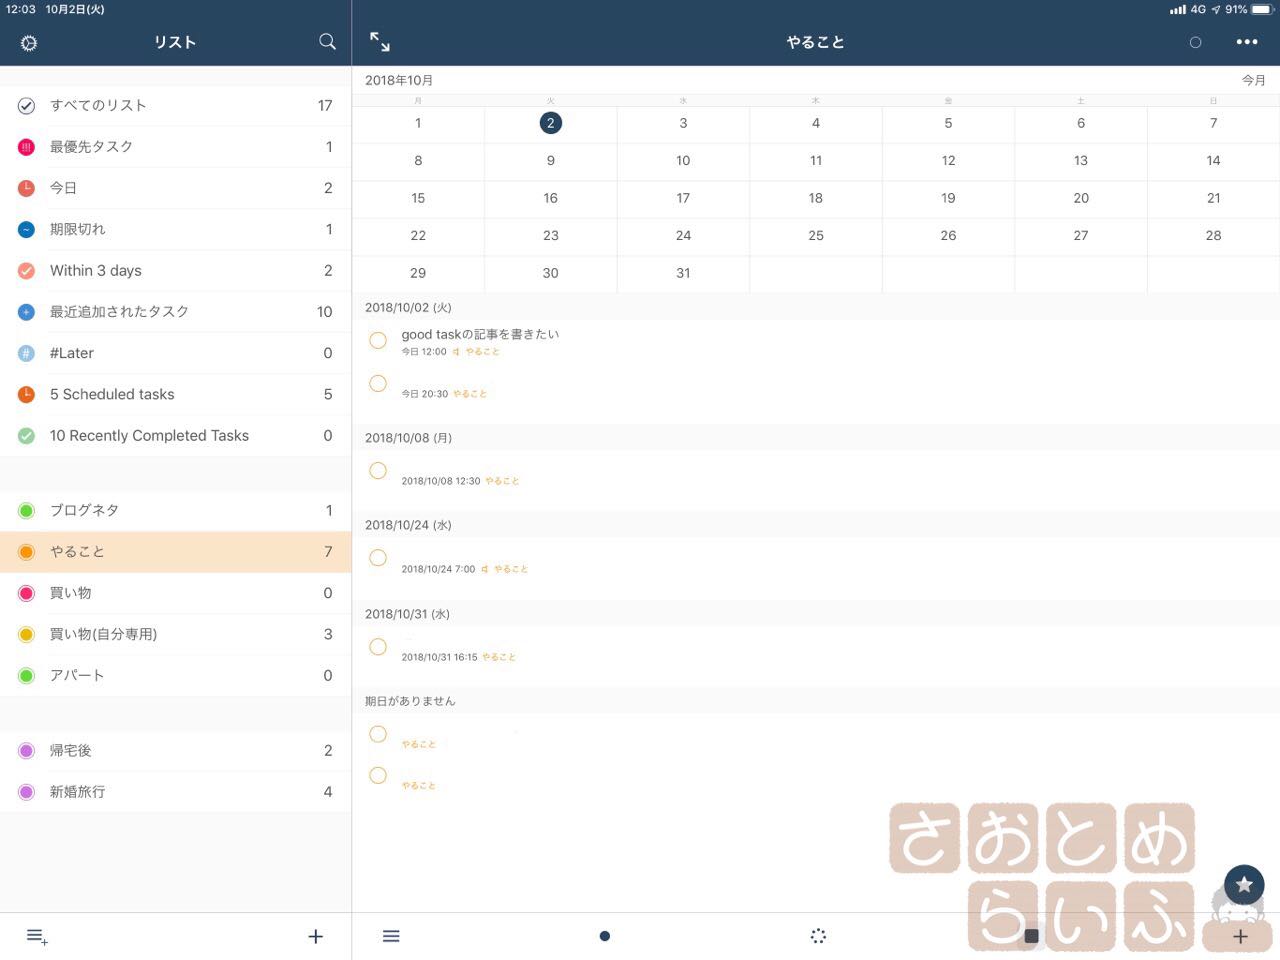 12:03 10月2日(火)
4G 91%
リスト
やること
すべてのリスト 17
最優先タスク 1
今日 2
期限切れ 1
Within 3 days 2
最近追加されたタスク 10
#Later 0
5 Scheduled tasks 5
10 Recently Completed Tasks 0
ブログネタ 1
やること 7
買い物 0
買い物(自分専用) 3
アパート 0
帰宅後 2
新婚旅行 4
2018年10月 今月
月 火 水 木 金 土 日
1 2 3 4 5 6 7
8 9 10 11 12 13 14
15 16 17 18 19 20 21
22 23 24 25 26 27 28
29 30 31
2018/10/02 (火)
good taskの記事を書きたい
今日 12:00 やること
今日 20:30 やること
2018/10/08 (月)
2018/10/08 12:30 やること
2018/10/24 (水)
2018/10/24 7:00 やること
2018/10/31 (水)
2018/10/31 16:15 やること
期日がありません
やること
やること
さおとめ
らいふ